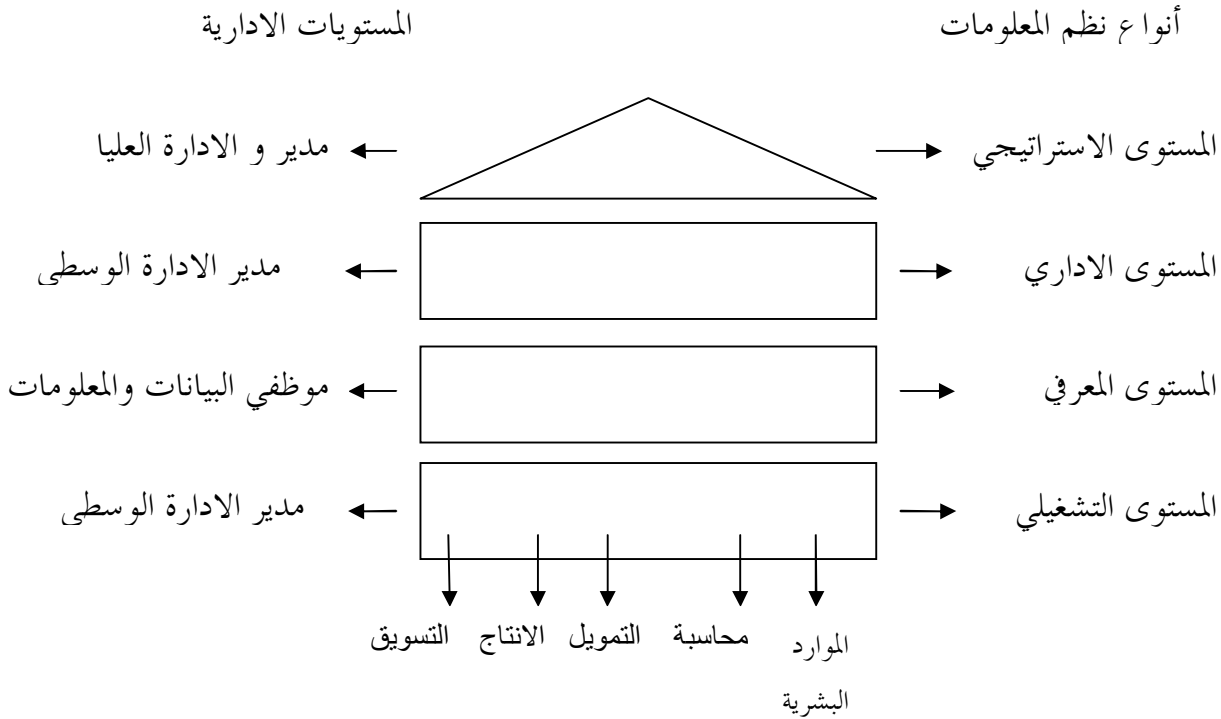 أنواع نظم المعلومات
المستويات الادارية
المستوى الاستراتيجي
مدير و الادارة العليا
المستوى الاداري
مدير الادارة الوسطى
المستوى المعرفي
موظفي البيانات والمعلومات
المستوى التشغيلي
مدير الادارة الوسطى
الموارد
البشرية
محاسبة
التمويل
الانتاج
التسويق